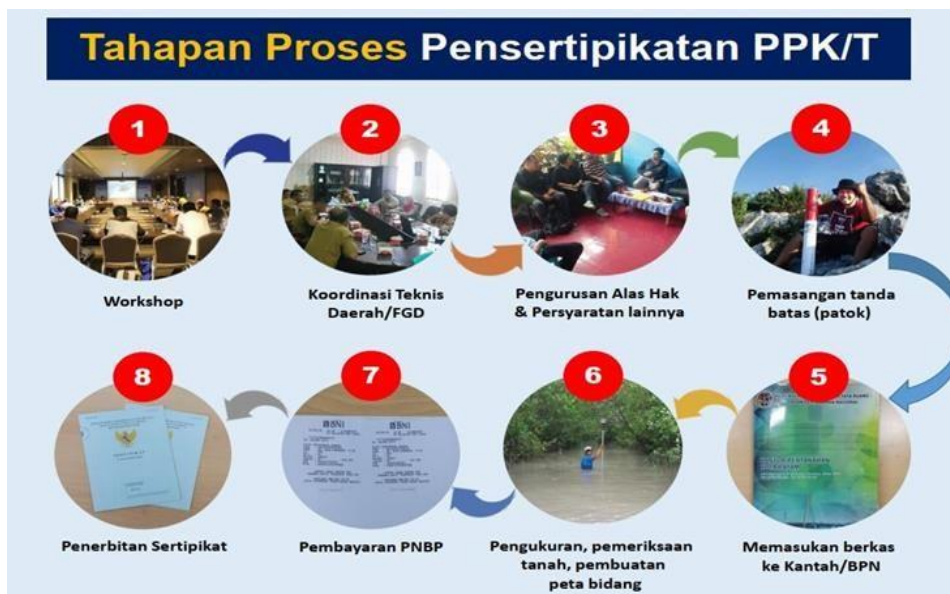 Tahapan Proses Pensertipikatan PPK/T
1
Workshop
2
Koordinasi Teknis
Daerah/FGD
3
Pengurusan Alas Hak
& Persyaratan lainnya
4
Pemasangan tanda
batas (patok)
5
Memasukan berkas
ke Kantah/BPN
6
Pengukuran, pemeriksaan
tanah, pembuatan
peta bidang
7
BNI
BNI
Pembayaran PNBP
8
Penerbitan Sertipikat